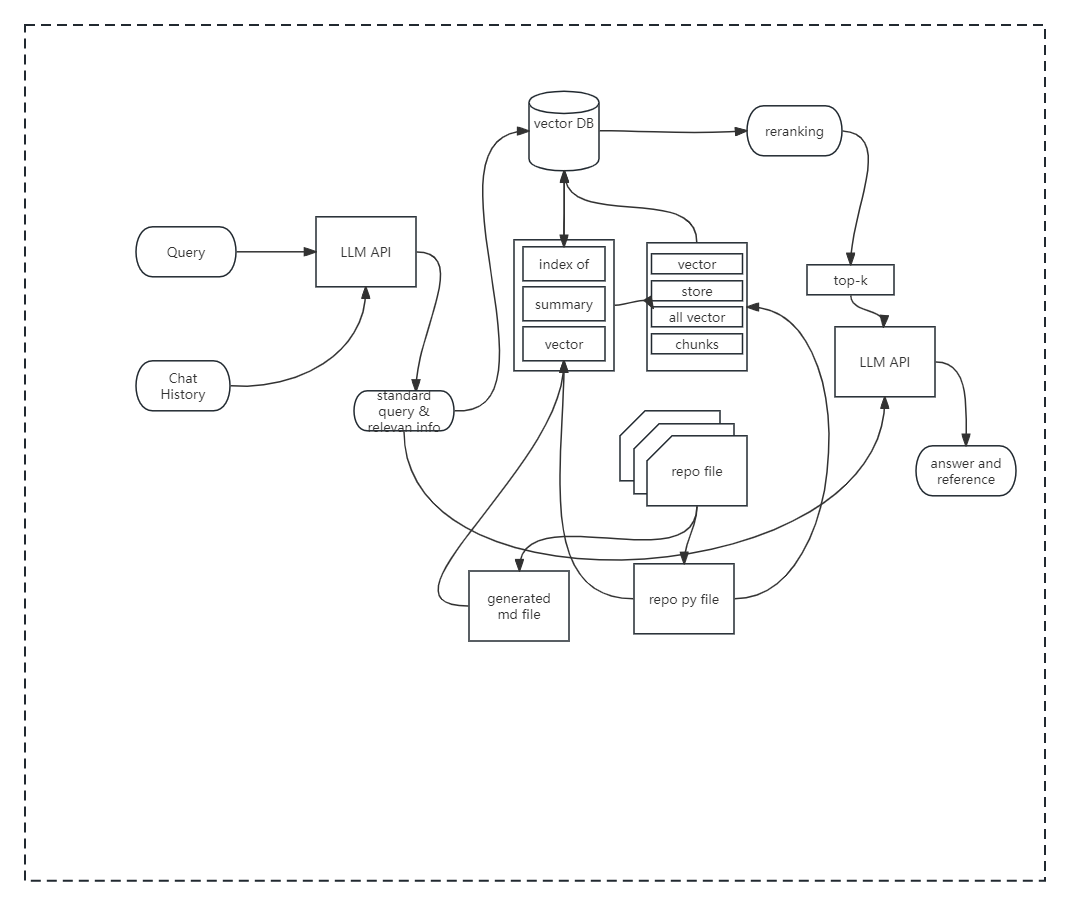 vector DB
reranking
Query
LLM API
index of
summary
vector
vector
store
all vector
chunks
top-k
LLM API
Chat
History
standard
query &
relevan info
answer and
reference
repo file
generated
md file
repo py file